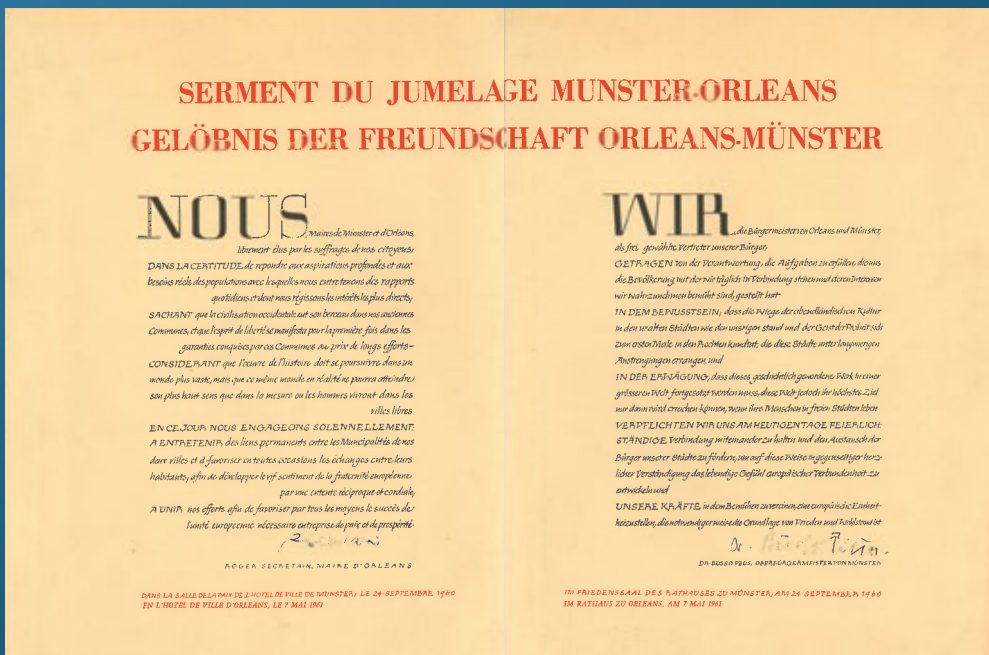 SERMENT DU JUMELAGE MUNSTER-ORLEANS
GELÖBNIS DER FREUNDSCHAFT ORLEANS-MÜNSTER
NOUS, Maires de Munster et d'Orléans,
librement élus par les suffrages de nos citoyens,
DANS LA CERTITUDE de repondre aux aspirations profondes et aux
besoins réels des populations avec lesquelles nous entretenons des rapports
quotidiens et dont nous régissons les intérêts les plus directs,
SACHANT que la civilisation occidentale eut son berceau dans nos anciennes
Communes, et que l'esprit de liberté se manifesta pour la première fois dans les
garanties conquises par ces Communes au prix de longs efforts–
CONSIDERANT que l'œuvre de l'histoire doit se poursuivre dans un
monde plus vaste, mais que ce même monde en réalité ne pourra atteindre
son plus haut sens que dans la mesure ou les hommes vivront dans les
villes libres
EN CE JOUR NOUS ENGAGEONS SOLENNELLEMENT
A ENTRETENIR des liens permanents entre les Municipalités de nos
deux villes et d favoriser en toutes occasions les échanges entre leurs
habitants, afin de développer le vif sentiment de la fraternité européenne
par une entente réciproque et cordiale,
A UNIR nos efforts afin de favoriser par tous les moyens le succès de
l'unité européenne nécessaire entreprise de paix et de prospérité
ROGER SECRETAIN, MAIRE D'ORLEANS
DANS LA SALLE DE LA PAIX DE L'HOTEL DE VILLE DE MUNSTER, LE 24 SEPTEMBRE 1960
EN L'HOTEL DE VILLE D'ORLEANS, LE 7 MAI 1961
WIR, die Bürgermeister von Orleans und Münster,
als frei gewählte Vertreter unserer Bürger,
GETRAGEN von der Verantwortung, die Aufgaben zu erfüllen, die uns
die Bevölkerung mit der wir täglich in Verbindung stehen und deren Interessen
wir wahrzunehmen bemüht sind, gestellt hat
IN DEM BEWUSSTSEIN, dass die Wiege der abendländischen Kultur
in den uralten Städten wie den unsrigen stand und der Geist der Freiheit sich
zum ersten Male in den Rechten kundtat, die diese Städte unter langwierigen
Anstrengungen errangen, und
IN DER ERWÄGUNG, dass dieses geschichtlich gewordene Werk in einer
grösseren Welt fortgesetzt werden muss, diese Welt jedoch ihr höchstes Ziel
nur dann wird erreichen können, wenn ihre Menschen in freien Städten leben
VERPFLICHTEN WIR UNS AM HEUTIGEN TAGE FEIERLICH:
STÄNDIGE Verbindung miteinander zu halten und den Austausch der
Bürger unserer Städte zu fördern, um auf diese Weise in gegenseitiger herz-
licher Verständigung das lebendige Gefühl europäischer Verbundenheit zu
entwickeln und
UNSERE KRÄFTE in dem Bemühen zu vereinen, eine europäische Einheit
herzustellen, die notwendigerweise die Grundlage von Frieden und Wohlstand ist
Dr.
DR. BUSSO PEUS, OBERBÜRGERMEISTER VON MÜNSTER
IM FRIEDENSSAAL DES RATHAUSES ZU MÜNSTER, AM 24. SEPTEMBER 1960
IM RATHAUS ZU ORLEANS, AM 7 MAI 1961